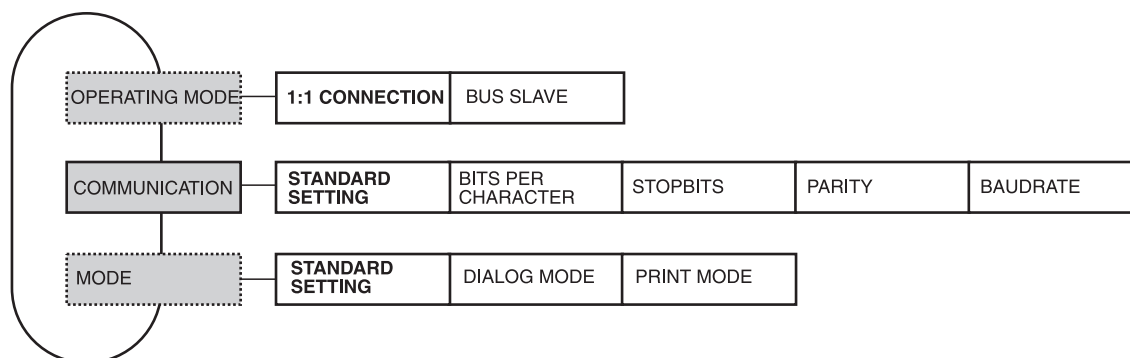 OPERATING MODE
1:1 CONNECTION
BUS SLAVE
COMMUNICATION
STANDARD
SETTING
BITS PER
CHARACTER
STOPBITS
PARITY
BAUDRATE
MODE
STANDARD
SETTING
DIALOG MODE
PRINT MODE